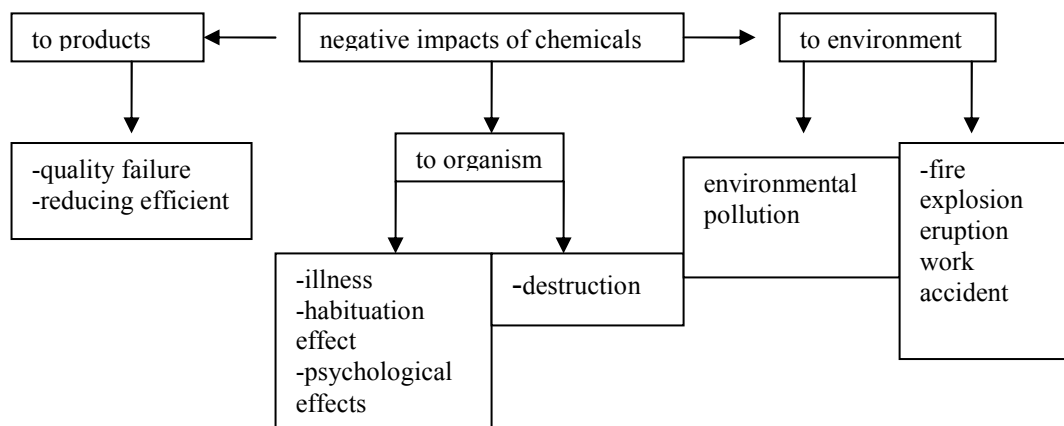 to products
negative impacts of chemicals
to environment
-quality failure
-reducing efficient
to organism
environmental
pollution
-fire
explosion
eruption
work
accident
-illness
-habituation
effect
-psychological
effects
-destruction